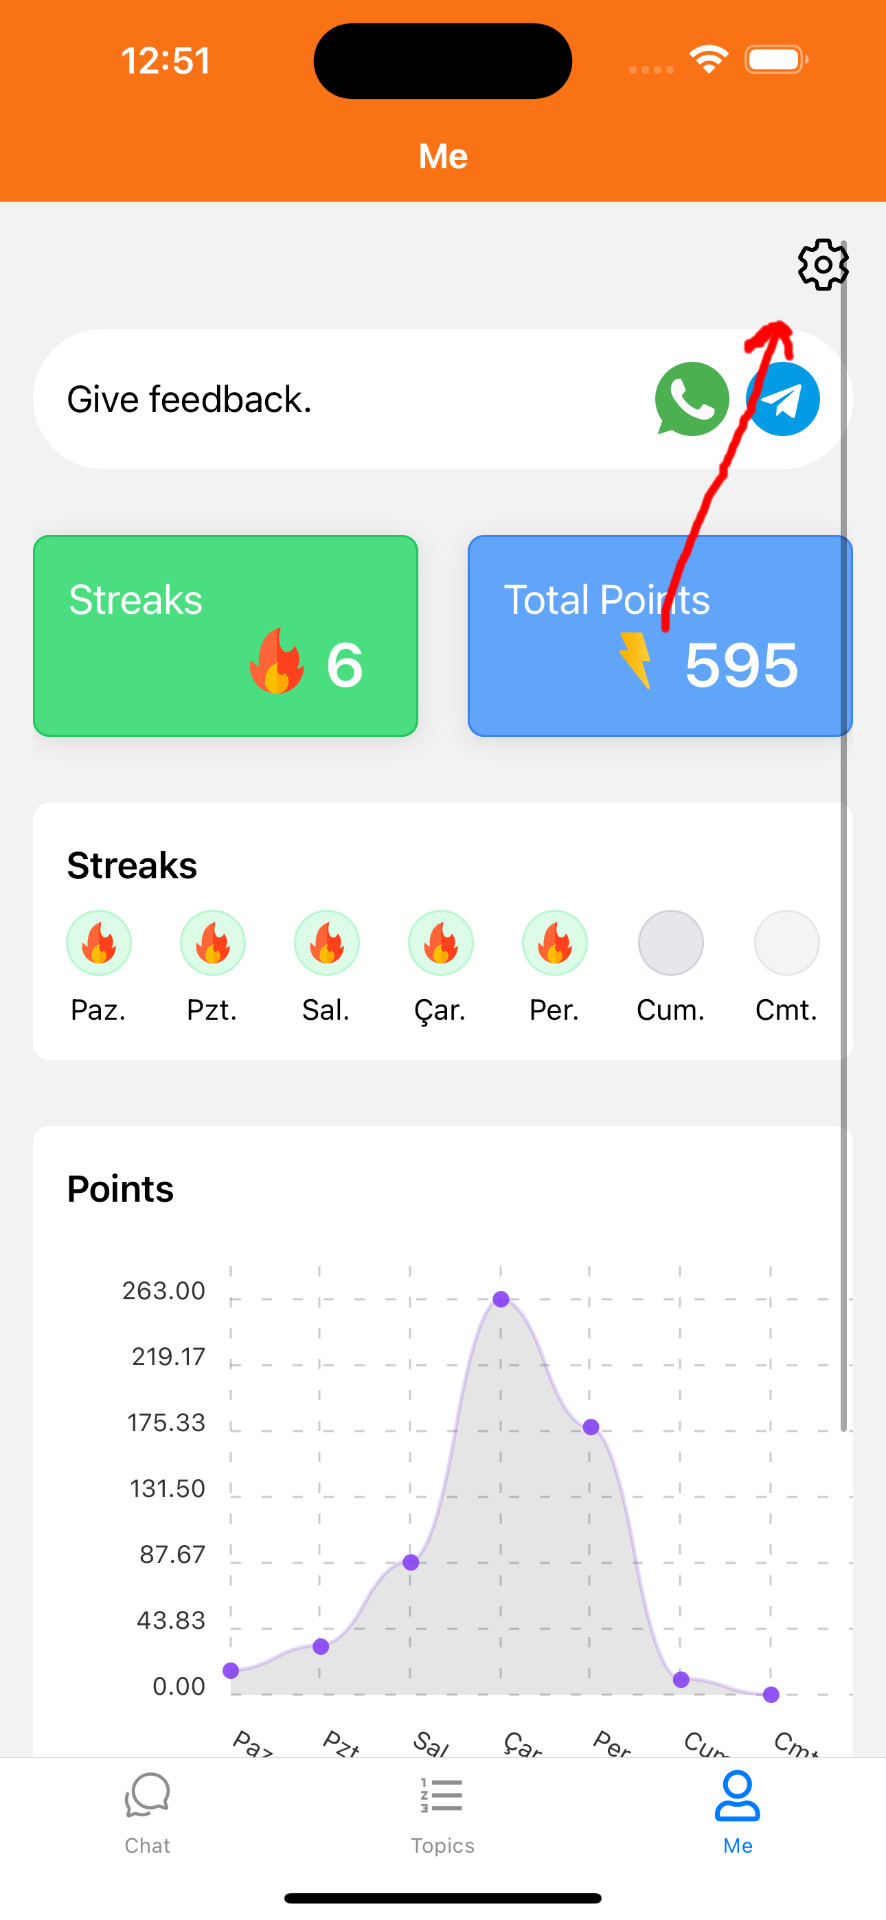 12:51
Me
Give feedback.
Streaks
6
Total Points
595
Streaks
Paz. Pzt. Sal. Çar. Per. Cum. Cmt.
Points
263.00
219.17
175.33
131.50
87.67
43.83
0.00
Paz Pzt Sal Çar Per Cum Cmt
Chat Topics Me